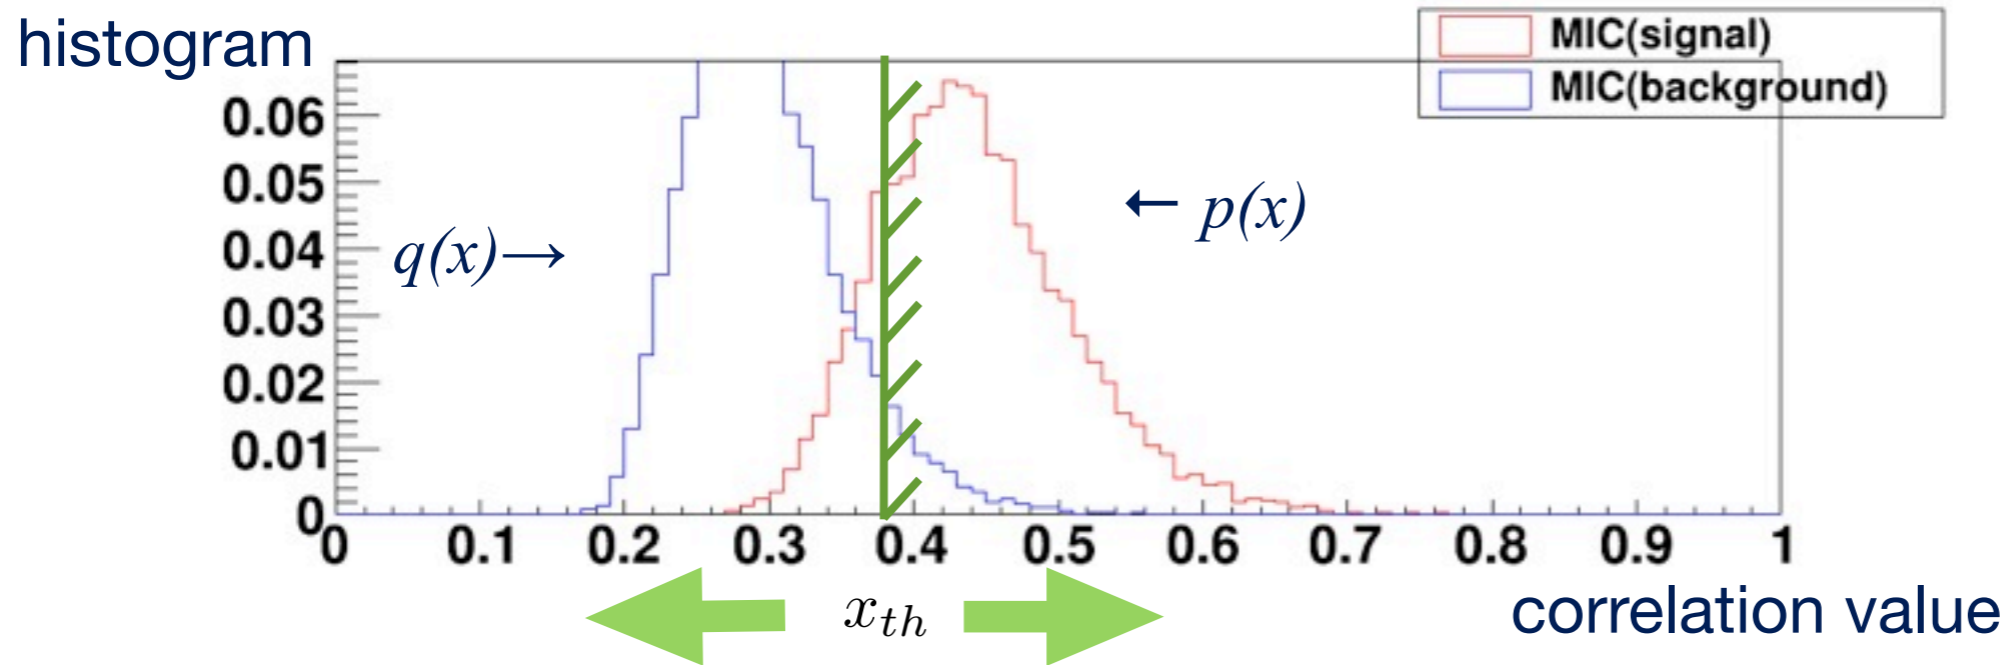 histogram
MIC(signal)
MIC(background)
0.06
0.05
0.04
0.03
0.02
0.01
0
q(x)→
← p(x)
0 0.1 0.2 0.3 0.4 0.5 0.6 0.7 0.8 0.9 1
x_{th}
correlation value